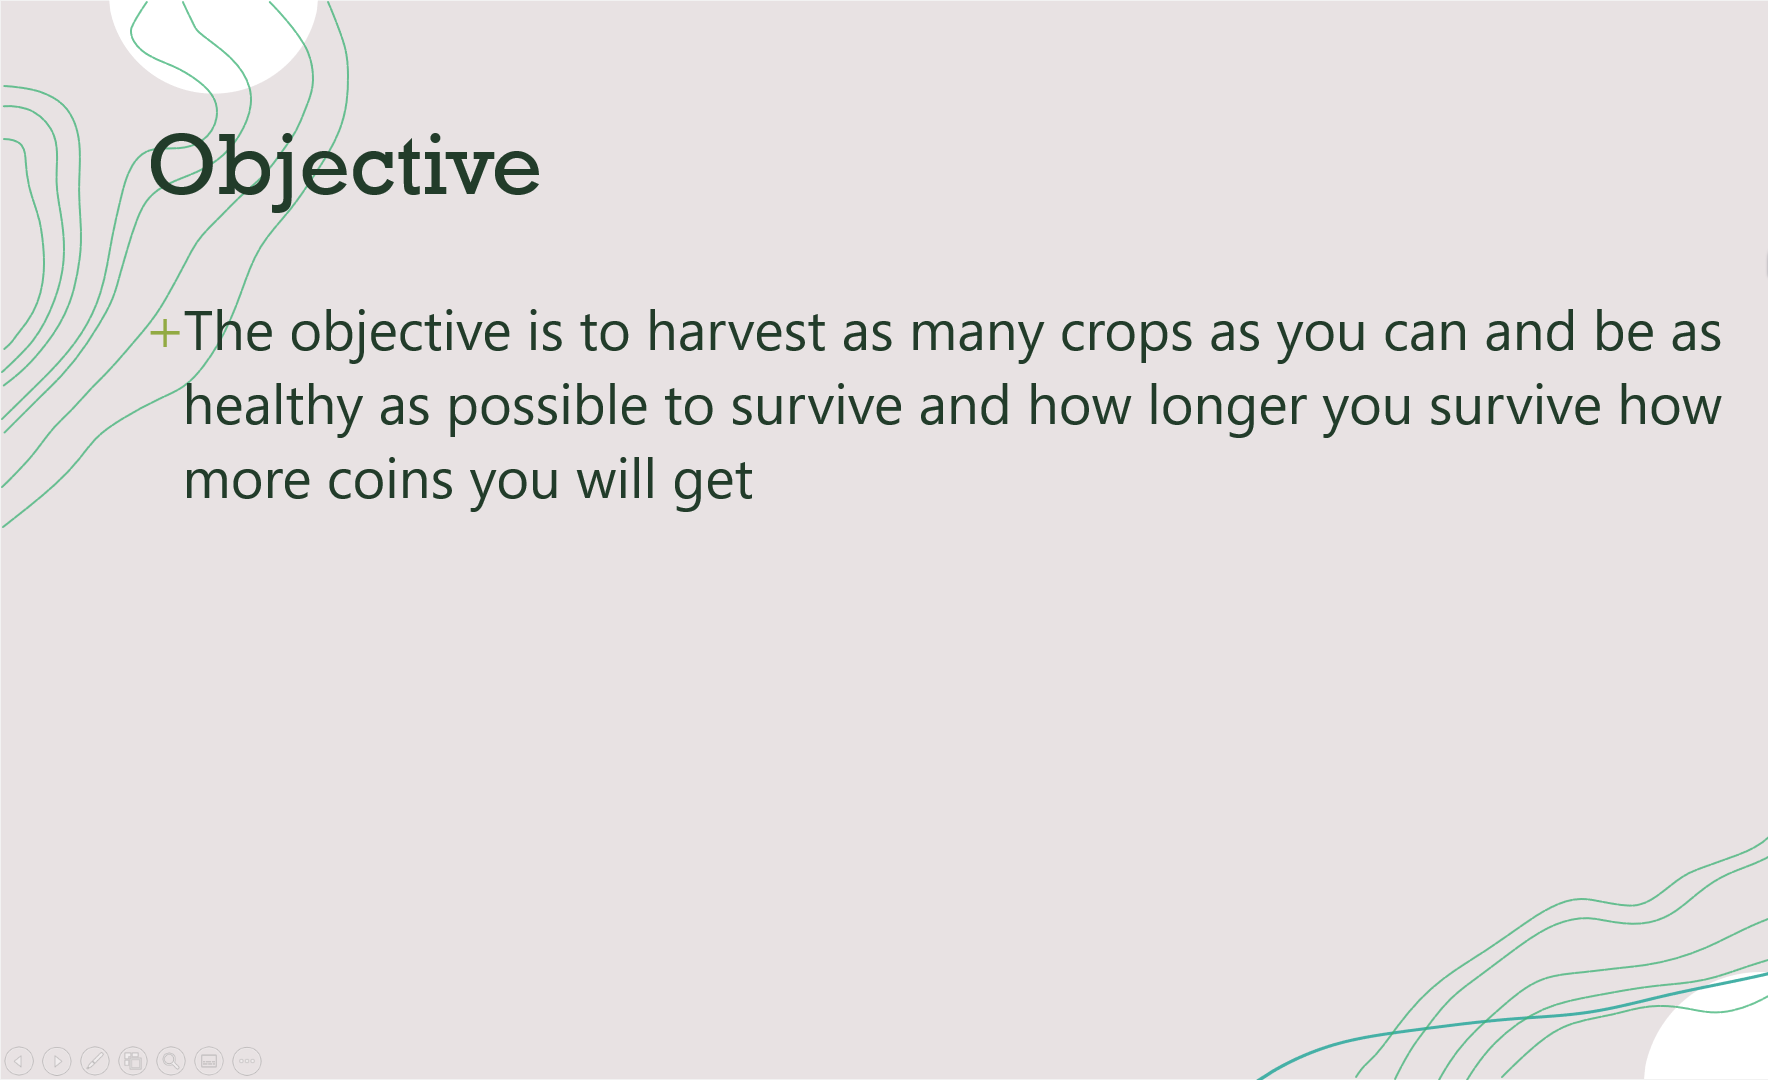 Objective
+The objective is to harvest as many crops as you can and be as
healthy as possible to survive and how longer you survive how
more coins you will get